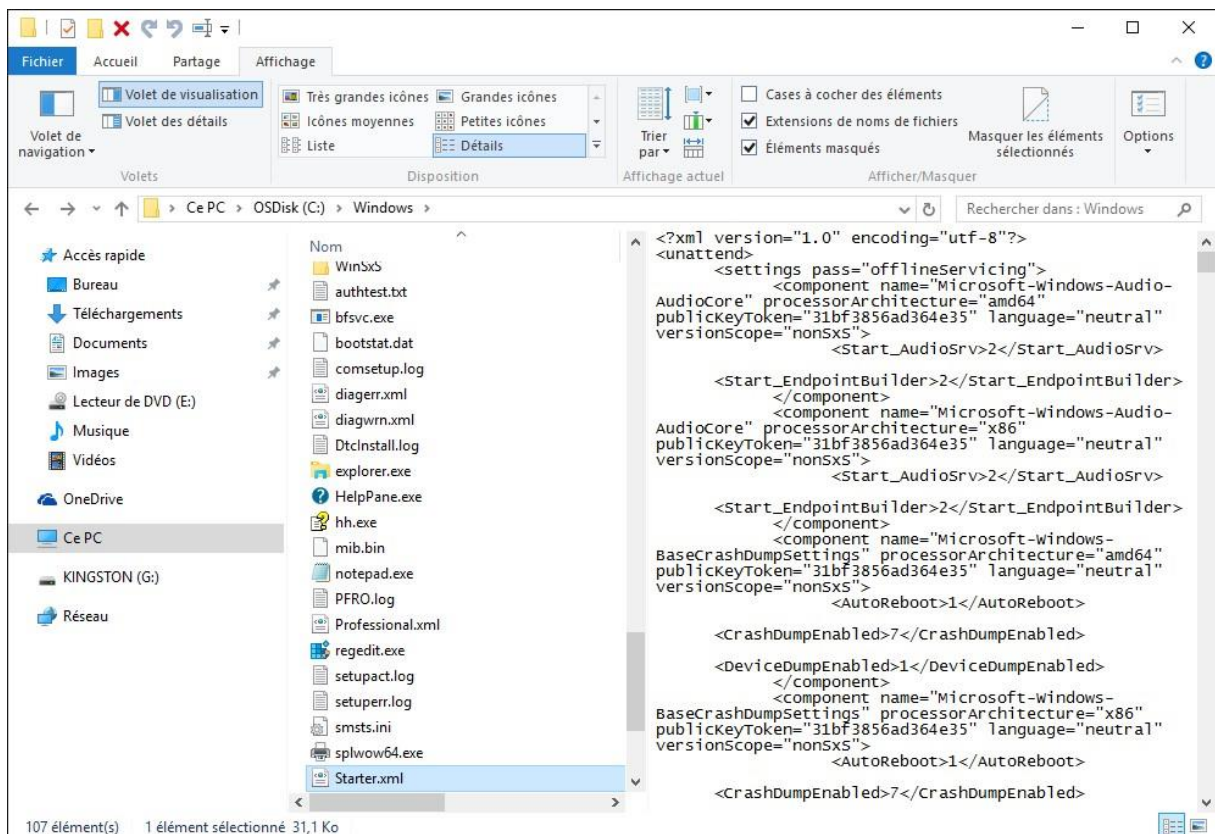 Fichier Accueil Partage Affichage
Volet de navigation
Volet de visualisation
Volet des détails
Volets
Très grandes icônes Grandes icônes
Icônes moyennes Petites icônes
Liste Détails
Disposition
Trier par
Affichage actuel
Cases à cocher des éléments
Extensions de noms de fichiers
Éléments masqués
Masquer les éléments sélectionnés
Afficher/Masquer
Options
Ce PC > OSDisk (C:) > Windows >
Rechercher dans : Windows
Accès rapide
Bureau
Téléchargements
Documents
Images
Lecteur de DVD (E:)
Musique
Vidéos
OneDrive
Ce PC
KINGSTON (G:)
Réseau
Nom
WinSxS
authtest.txt
bfsvc.exe
bootstat.dat
comsetup.log
diagerr.xml
diagwrn.xml
DtcInstall.log
explorer.exe
HelpPane.exe
hh.exe
mib.bin
notepad.exe
PFRO.log
Professional.xml
regedit.exe
setupact.log
setuperr.log
smsts.ini
splwow64.exe
Starter.xml
<?xml version="1.0" encoding="utf-8"?>
<unattend>
<settings pass="offlineServicing">
<component name="Microsoft-Windows-Audio-
AudioCore" processorArchitecture="amd64"
publicKeyToken="31bf3856ad364e35" language="neutral"
versionScope="nonSxS">
<Start_AudioSrv>2</Start_AudioSrv>
<Start_EndpointBuilder>2</Start_EndpointBuilder>
</component>
<component name="Microsoft-Windows-Audio-
AudioCore" processorArchitecture="x86"
publicKeyToken="31bf3856ad364e35" language="neutral"
versionScope="nonSxS">
<Start_AudioSrv>2</Start_AudioSrv>
<Start_EndpointBuilder>2</Start_EndpointBuilder>
</component>
<component name="Microsoft-Windows-
BaseCrashDumpSettings" processorArchitecture="amd64"
publicKeyToken="31bf3856ad364e35" language="neutral"
versionScope="nonSxS">
<AutoReboot>1</AutoReboot>
<CrashDumpEnabled>7</CrashDumpEnabled>
<DeviceDumpEnabled>1</DeviceDumpEnabled>
</component>
<component name="Microsoft-Windows-
BaseCrashDumpSettings" processorArchitecture="x86"
publicKeyToken="31bf3856ad364e35" language="neutral"
versionScope="nonSxS">
<AutoReboot>1</AutoReboot>
<CrashDumpEnabled>7</CrashDumpEnabled>
107 élément(s) 1 élément sélectionné 31,1 Ko